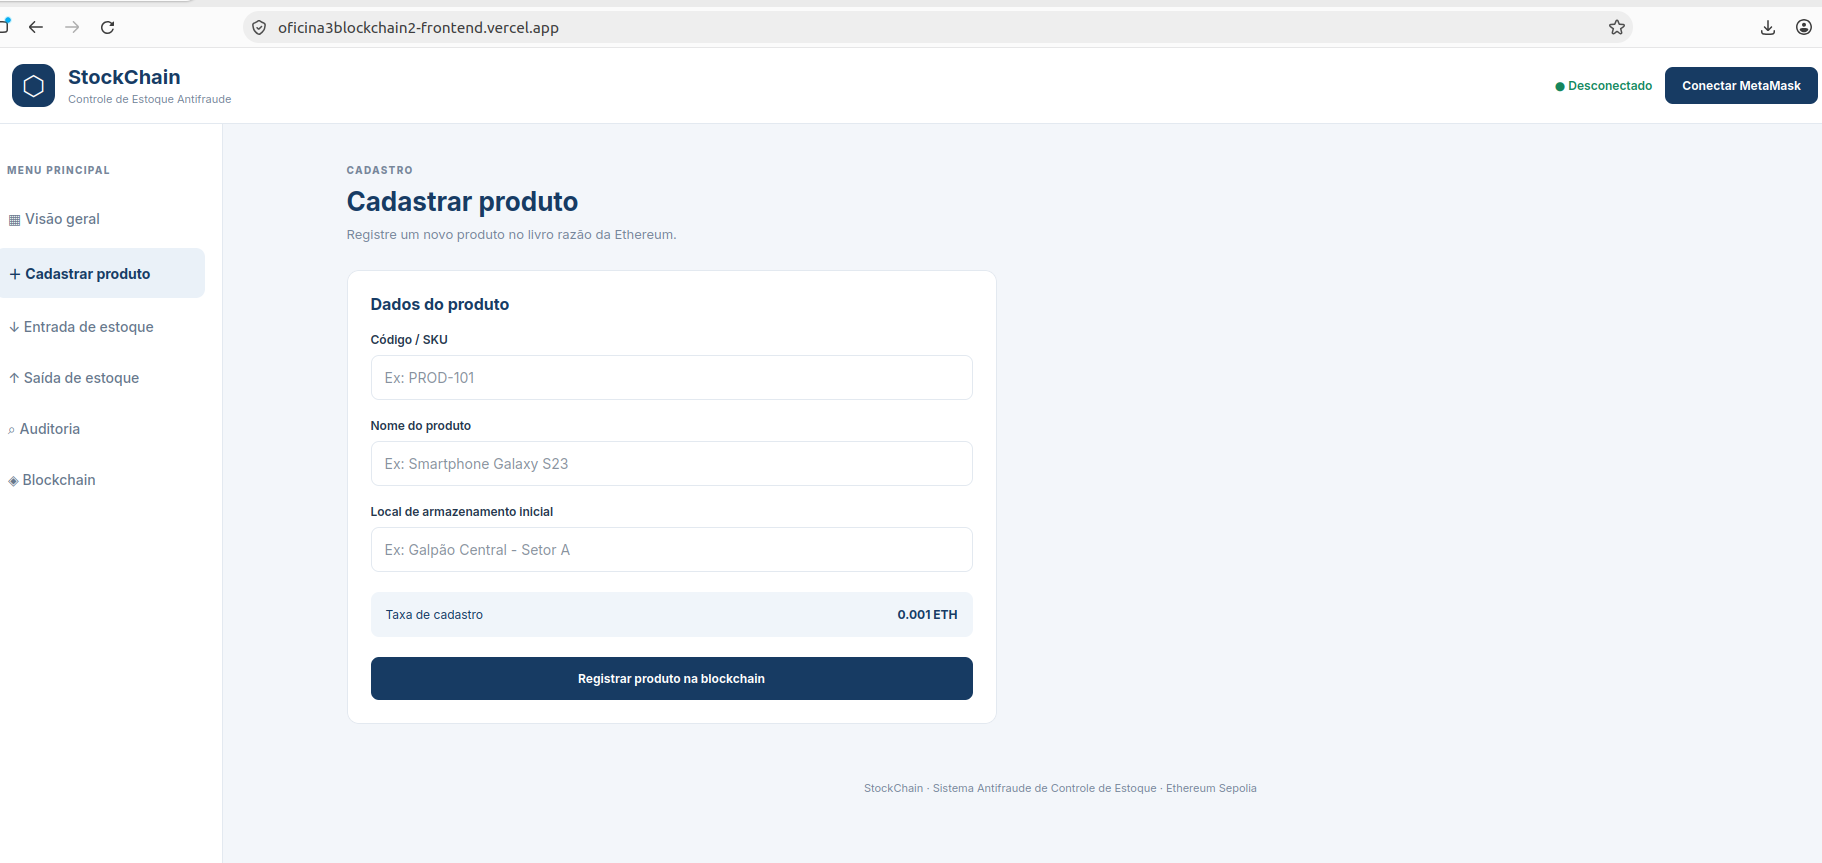 oficina3blockchain2-frontend.vercel.app
StockChain
Controle de Estoque Antifraude
Desconectado
Conectar MetaMask
MENU PRINCIPAL
Visão geral
Cadastrar produto
Entrada de estoque
Saída de estoque
Auditoria
Blockchain
CADASTRO
Cadastrar produto
Registre um novo produto no livro razão da Ethereum.
Dados do produto
Código / SKU
Ex: PROD-101
Nome do produto
Ex: Smartphone Galaxy S23
Local de armazenamento inicial
Ex: Galpão Central - Setor A
Taxa de cadastro 0.001 ETH
Registrar produto na blockchain
StockChain · Sistema Antifraude de Controle de Estoque · Ethereum Sepolia